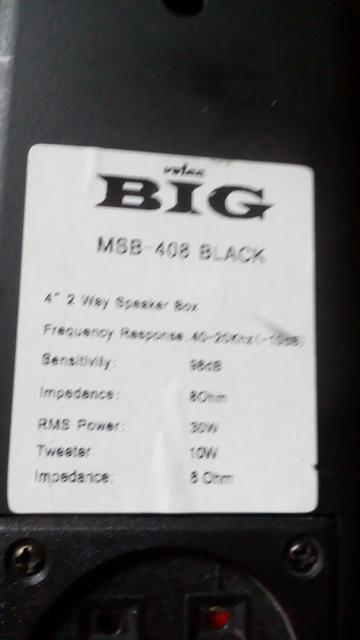 BIG
MSB-408 BLACK
4" 2 Way Speaker Box
Frequency Response: 40-20Khz(-10dB)
Sensitivity: 98dB
Impedance: 8Ohm
RMS Power: 30W
Tweeter 10W
Impedance: 8 Ohm
+